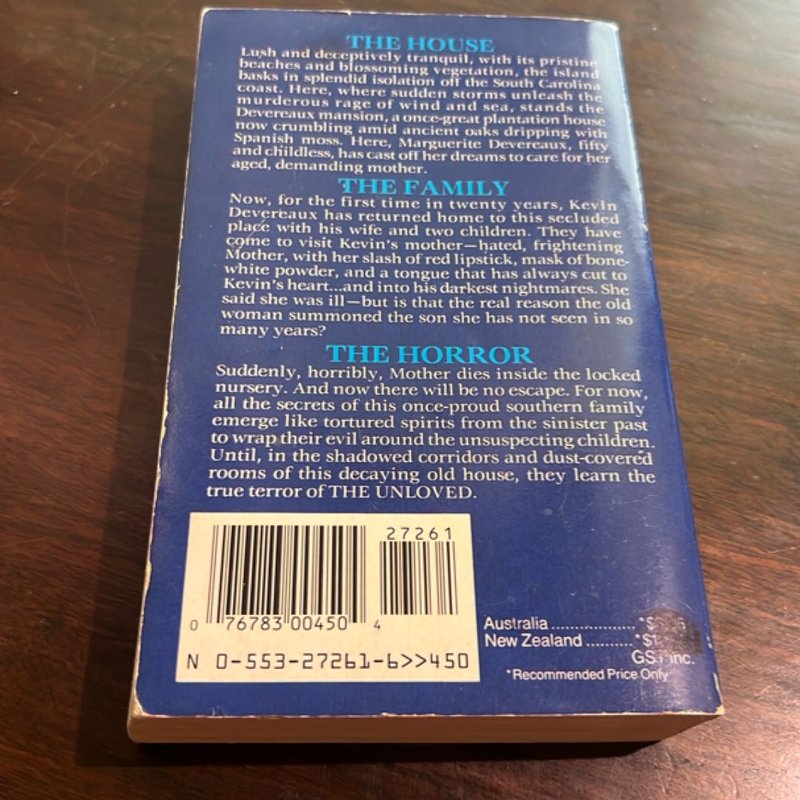 THE HOUSE
Lush and deceptively tranquil, with its pristine
beaches and blossoming vegetation, the island
basks in splendid isolation off the South Carolina
coast. Here, where sudden storms unleash the
murderous rage of wind and sea, stands the
Devereaux mansion, a once-great plantation house
now crumbling amid ancient oaks dripping with
Spanish moss. Here, Marguerite Devereaux, fifty
and childless, has cast off her dreams to care for her
aged, demanding mother.
THE FAMILY
Now, for the first time in twenty years, Kevin
Devereaux has returned home to this secluded
place with his wife and two children. They have
come to visit Kevin's mother—hated, frightening
Mother, with her slash of red lipstick, mask of bone-
white powder, and a tongue that has always cut to
Kevin's heart...and into his darkest nightmares. She
said she was ill—but is that the real reason the old
woman summoned the son she has not seen in so
many years?
THE HORROR
Suddenly, horribly, Mother dies inside the locked
nursery. And now there will be no escape. For now,
all the secrets of this once-proud southern family
emerge like tortured spirits from the sinister past
to wrap their evil around the unsuspecting children.
Until, in the shadowed corridors and dust-covered
rooms of this decaying old house, they learn the
true terror of THE UNLOVED.
27261
0 76783 00450 4
N 0-553-27261-6>>450
Australia
New Zealand
inc.
*Recommended Price Only